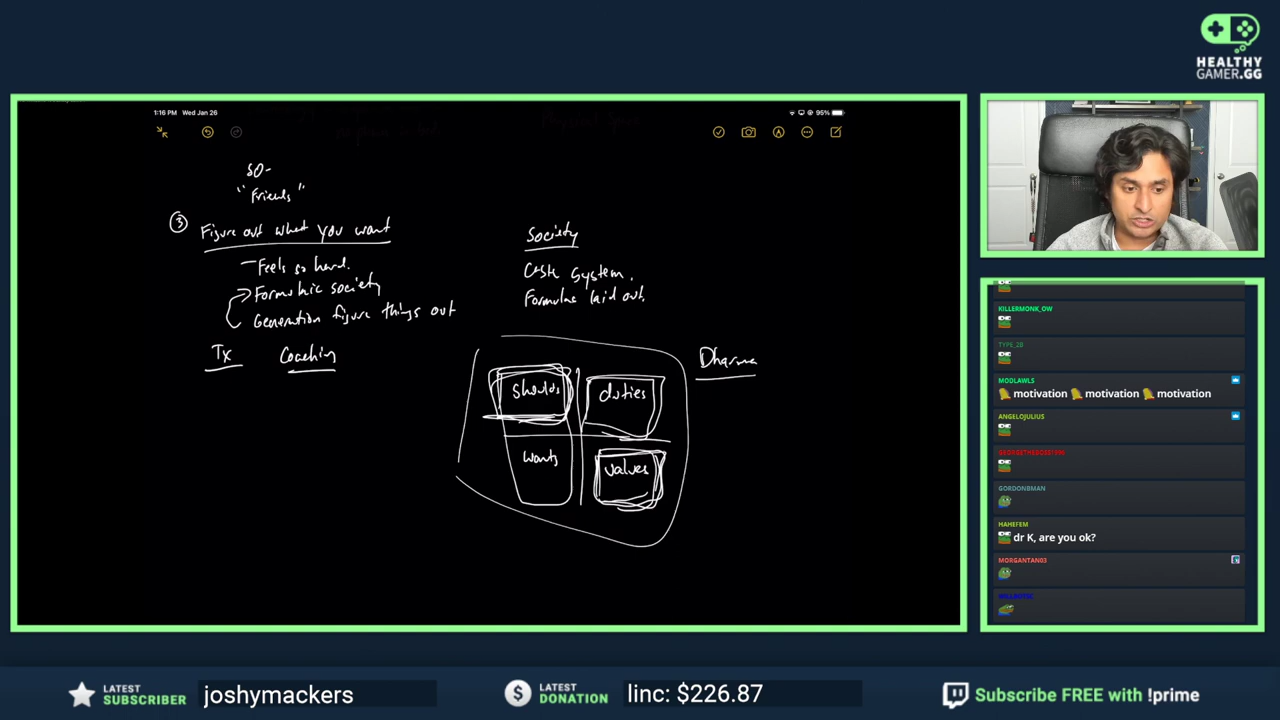 HEALTHY
GAMER.GG
1:16 PM Wed Jan 26
95%
SO-
"Friends"
③ Figure out what you want
- Feels so hard.
Formulaic society
Generation figure things out
Tx Coaching
Society
Caste System.
Formulas laid out.
Dharma
shoulds duties
wants values
KILLERMONK_OW
TYPE_2B
MODLAWLS
motivation motivation motivation
ANGELOJULIUS
GORDONBMAN
HAHEFEM
dr K, are you ok?
MORGANTAN03
LATEST
SUBSCRIBER
joshymackers
LATEST
DONATION
linc: $226.87
Subscribe FREE with !prime